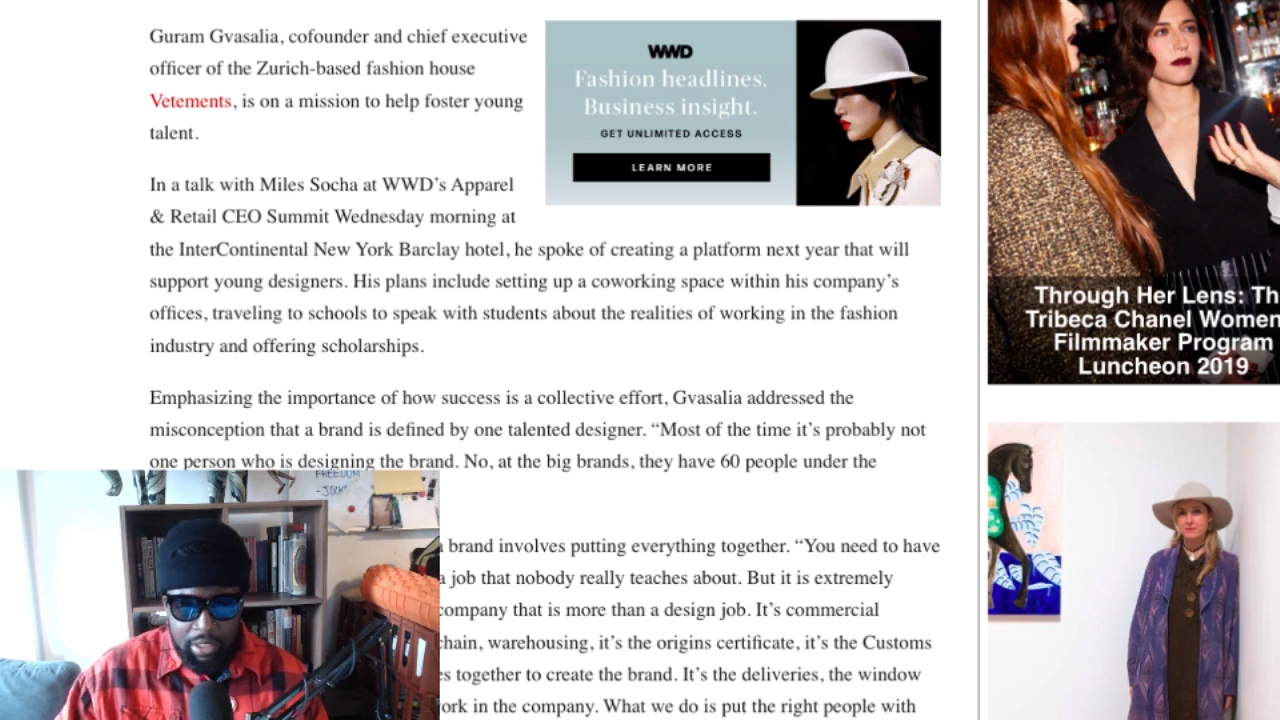 Guram Gvasalia, cofounder and chief executive
officer of the Zurich-based fashion house
Vetements, is on a mission to help foster young
talent.
WWD
Fashion headlines.
Business insight.
GET UNLIMITED ACCESS
LEARN MORE
In a talk with Miles Socha at WWD’s Apparel
& Retail CEO Summit Wednesday morning at
the InterContinental New York Barclay hotel, he spoke of creating a platform next year that will
support young designers. His plans include setting up a coworking space within his company’s
offices, traveling to schools to speak with students about the realities of working in the fashion
industry and offering scholarships.
Emphasizing the importance of how success is a collective effort, Gvasalia addressed the
misconception that a brand is defined by one talented designer. “Most of the time it’s probably not
one person who is designing the brand. No, at the big brands, they have 60 people under the
brand involves putting everything together. “You need to have
a job that nobody really teaches about. But it is extremely
company that is more than a design job. It’s commercial
chain, warehousing, it’s the origins certificate, it’s the Customs
together to create the brand. It’s the deliveries, the window
in the company. What we do is put the right people with
Through Her Lens: Th
Tribeca Chanel Women
Filmmaker Program
Luncheon 2019
FREEDOM